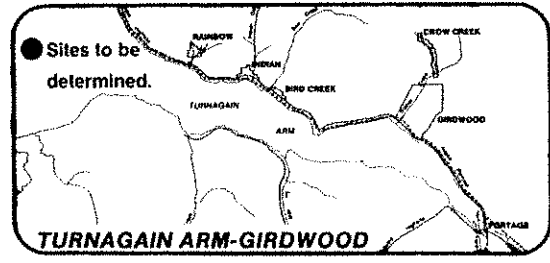 RAINBOW
CROW CREEK
● Sites to be
determined.
INDIAN
BIRD CREEK
TURNAGAIN
ARM
GIRDWOOD
PORTAGE
TURNAGAIN ARM-GIRDWOOD